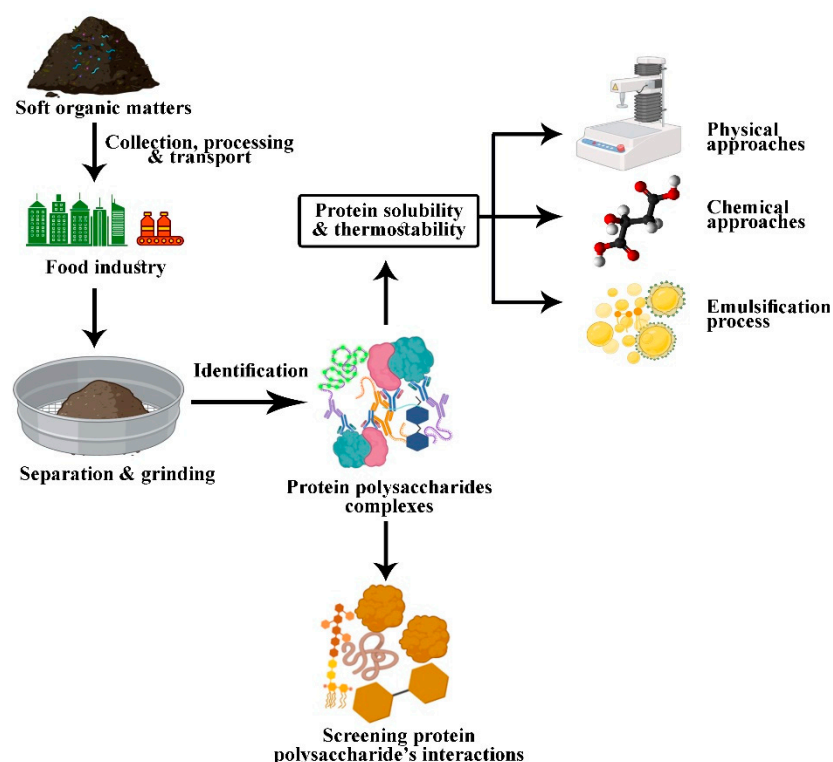 Soft organic matters
Collection, processing
& transport
Food industry
Separation & grinding
Identification
Protein polysaccharides
complexes
Protein solubility
& thermostability
Physical
approaches
Chemical
approaches
Emulsification
process
Screening protein
polysaccharide's interactions